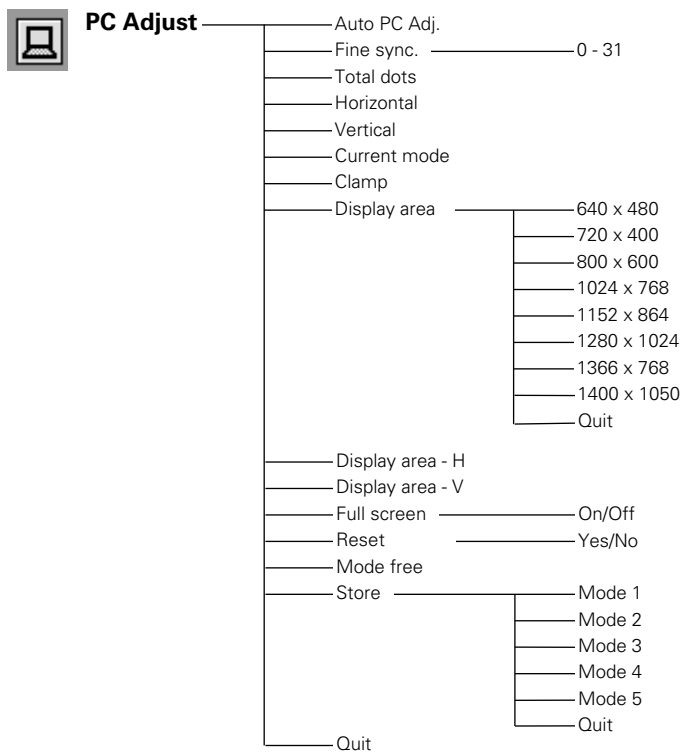 PC Adjust Auto PC Adj.
Fine sync. 0 - 31
Total dots
Horizontal
Vertical
Current mode
Clamp
Display area 640 x 480
720 x 400
800 x 600
1024 x 768
1152 x 864
1280 x 1024
1366 x 768
1400 x 1050
Quit
Display area - H
Display area - V
Full screen On/Off
Reset Yes/No
Mode free
Store Mode 1
Mode 2
Mode 3
Mode 4
Mode 5
Quit
Quit